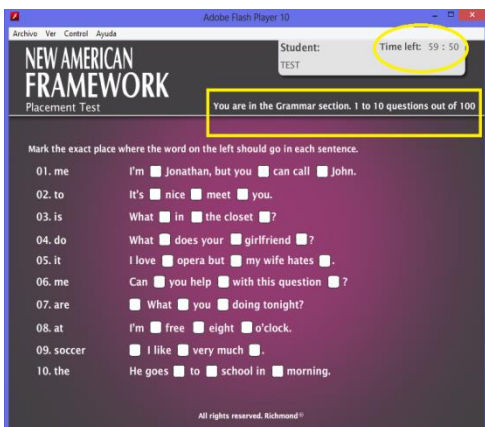 Adobe Flash Player 10
Archivo Ver Control Ayuda
NEW AMERICAN
FRAMEWORK
Placement Test
Student:
TEST
Time left: 59 : 50
You are in the Grammar section. 1 to 10 questions out of 100
Mark the exact place where the word on the left should go in each sentence.
01. me I'm Jonathan, but you can call John.
02. to It's nice meet you.
03. is What in the closet ?
04. do What does your girlfriend ?
05. it I love opera but my wife hates .
06. me Can you help with this question ?
07. are What you doing tonight?
08. at I'm free eight o'clock.
09. soccer I like very much .
10. the He goes to school in morning.
All rights reserved. Richmond®